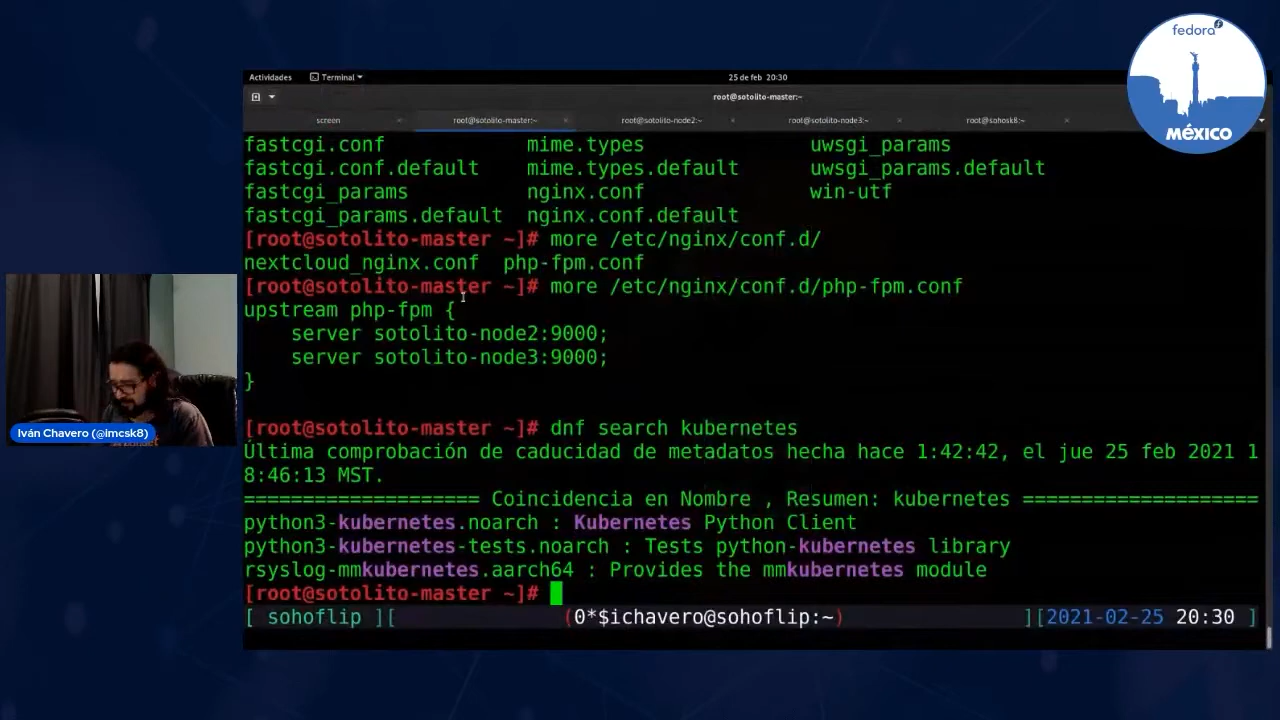 fedora
MéXICO
Actividades Terminal 25 de feb 20:30
root@sotolito-master:~
screen root@sotolito-master:~ root@sotolito-node2:~ root@sotolito-node3:~ root@sohosk8:~
fastcgi.conf mime.types uwsgi_params
fastcgi.conf.default mime.types.default uwsgi_params.default
fastcgi_params nginx.conf win-utf
fastcgi_params.default nginx.conf.default
[root@sotolito-master ~]# more /etc/nginx/conf.d/
nextcloud_nginx.conf php-fpm.conf
[root@sotolito-master ~]# more /etc/nginx/conf.d/php-fpm.conf
upstream php-fpm {
server sotolito-node2:9000;
server sotolito-node3:9000;
}
[root@sotolito-master ~]# dnf search kubernetes
Última comprobación de caducidad de metadatos hecha hace 1:42:42, el jue 25 feb 2021 1
8:46:13 MST.
==================== Coincidencia en Nombre , Resumen: kubernetes ====================
python3-kubernetes.noarch : Kubernetes Python Client
python3-kubernetes-tests.noarch : Tests python-kubernetes library
rsyslog-mmkubernetes.aarch64 : Provides the mmkubernetes module
[root@sotolito-master ~]#
[ sohoflip ][ (0*$ichavero@sohoflip:~) ][2021-02-25 20:30 ]
Iván Chavero (@imcsk8)